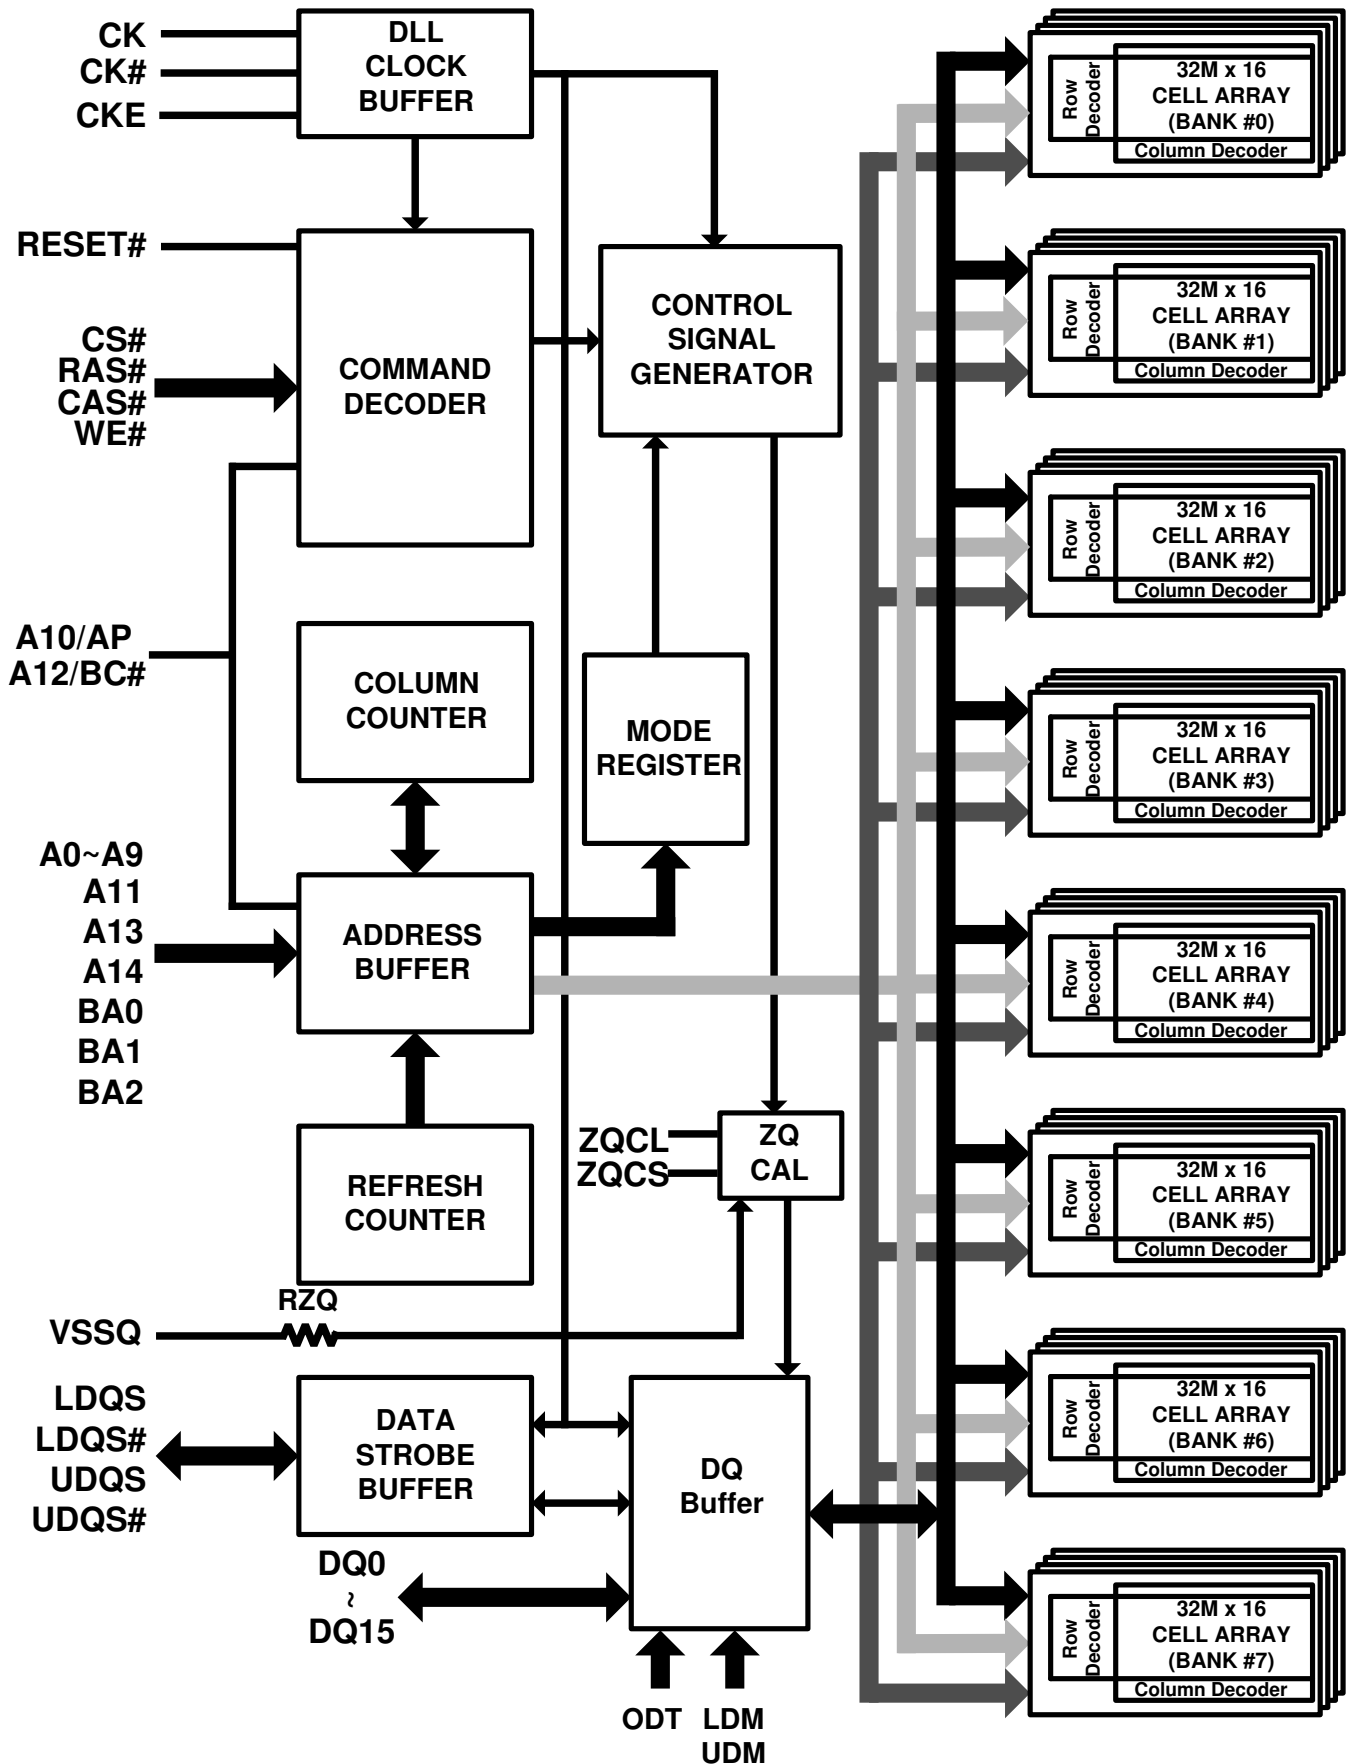 CK
CK#
CKE
DLL
CLOCK
BUFFER
RESET#
CS#
RAS#
CAS#
WE#
COMMAND
DECODER
CONTROL
SIGNAL
GENERATOR
A10/AP
A12/BC#
COLUMN
COUNTER
MODE
REGISTER
A0~A9
A11
A13
A14
BA0
BA1
BA2
ADDRESS
BUFFER
REFRESH
COUNTER
ZQCL
ZQCS
ZQ
CAL
RZQ
VSSQ
LDQS
LDQS#
UDQS
UDQS#
DATA
STROBE
BUFFER
DQ
Buffer
DQ0
~
DQ15
ODT
LDM
UDM
Row
Decoder
32M x 16
CELL ARRAY
(BANK #0)
Column Decoder
Row
Decoder
32M x 16
CELL ARRAY
(BANK #1)
Column Decoder
Row
Decoder
32M x 16
CELL ARRAY
(BANK #2)
Column Decoder
Row
Decoder
32M x 16
CELL ARRAY
(BANK #3)
Column Decoder
Row
Decoder
32M x 16
CELL ARRAY
(BANK #4)
Column Decoder
Row
Decoder
32M x 16
CELL ARRAY
(BANK #5)
Column Decoder
Row
Decoder
32M x 16
CELL ARRAY
(BANK #6)
Column Decoder
Row
Decoder
32M x 16
CELL ARRAY
(BANK #7)
Column Decoder